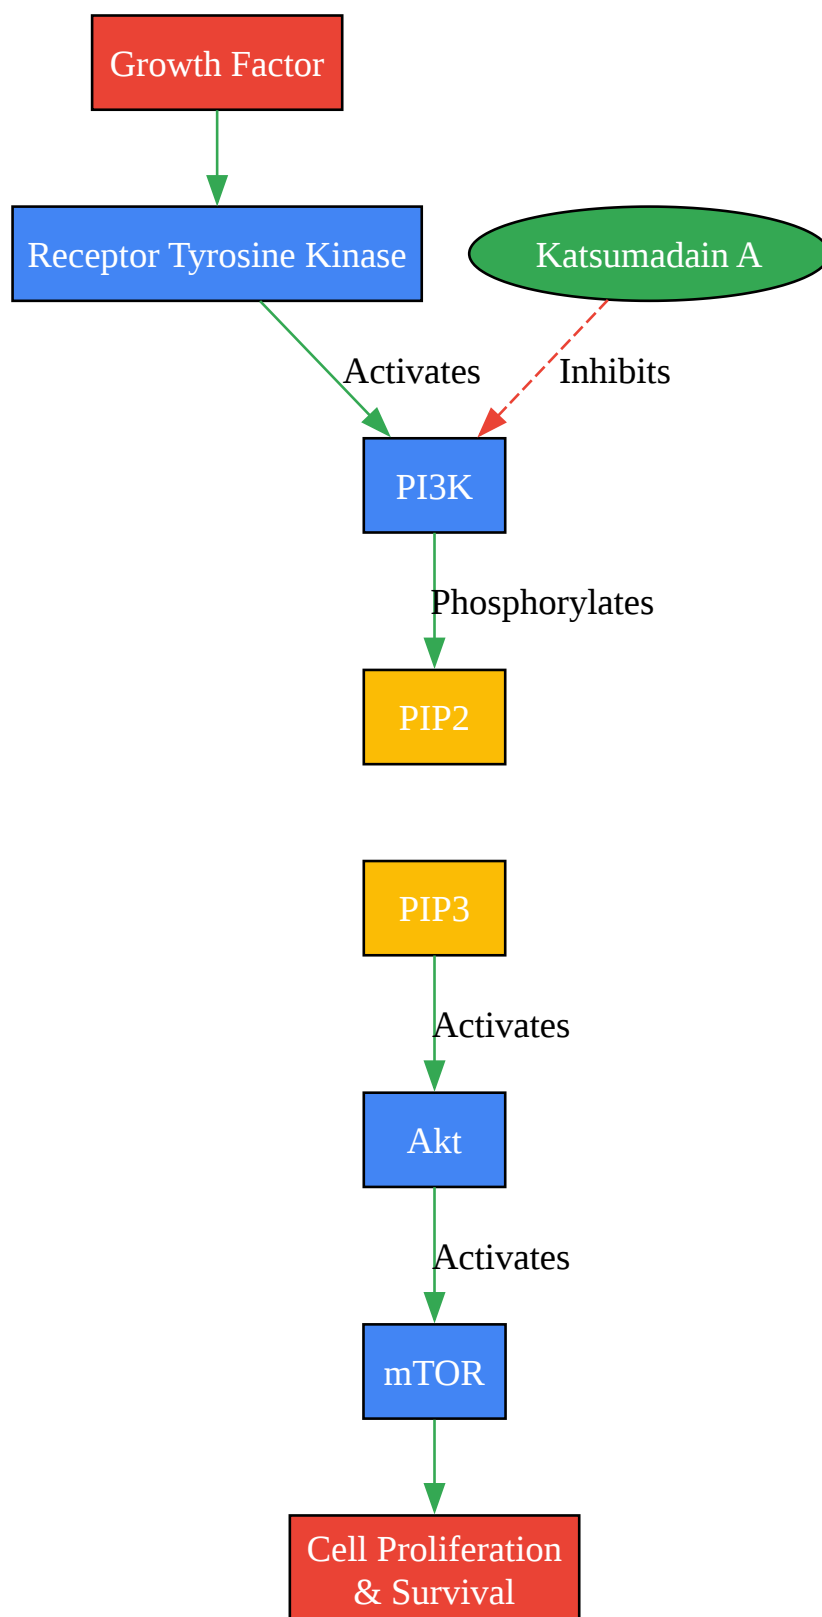 Growth Factor
Receptor Tyrosine Kinase
Katsumadain A
Activates
Inhibits
PI3K
Phosphorylates
PIP2
PIP3
Activates
Akt
Activates
mTOR
Cell Proliferation
& Survival